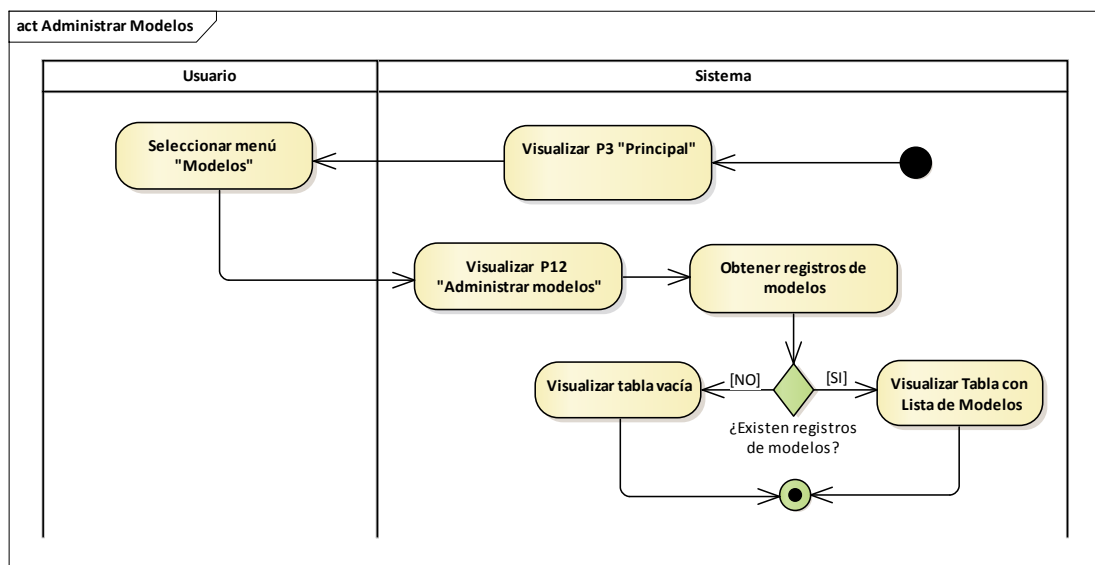 act Administrar Modelos
Usuario
Sistema
Seleccionar menú
"Modelos"
Visualizar P3 "Principal"
Visualizar P12
"Administrar modelos"
Obtener registros de
modelos
Visualizar tabla vacía
[NO]
[SI]
Visualizar Tabla con
Lista de Modelos
¿Existen registros
de modelos?